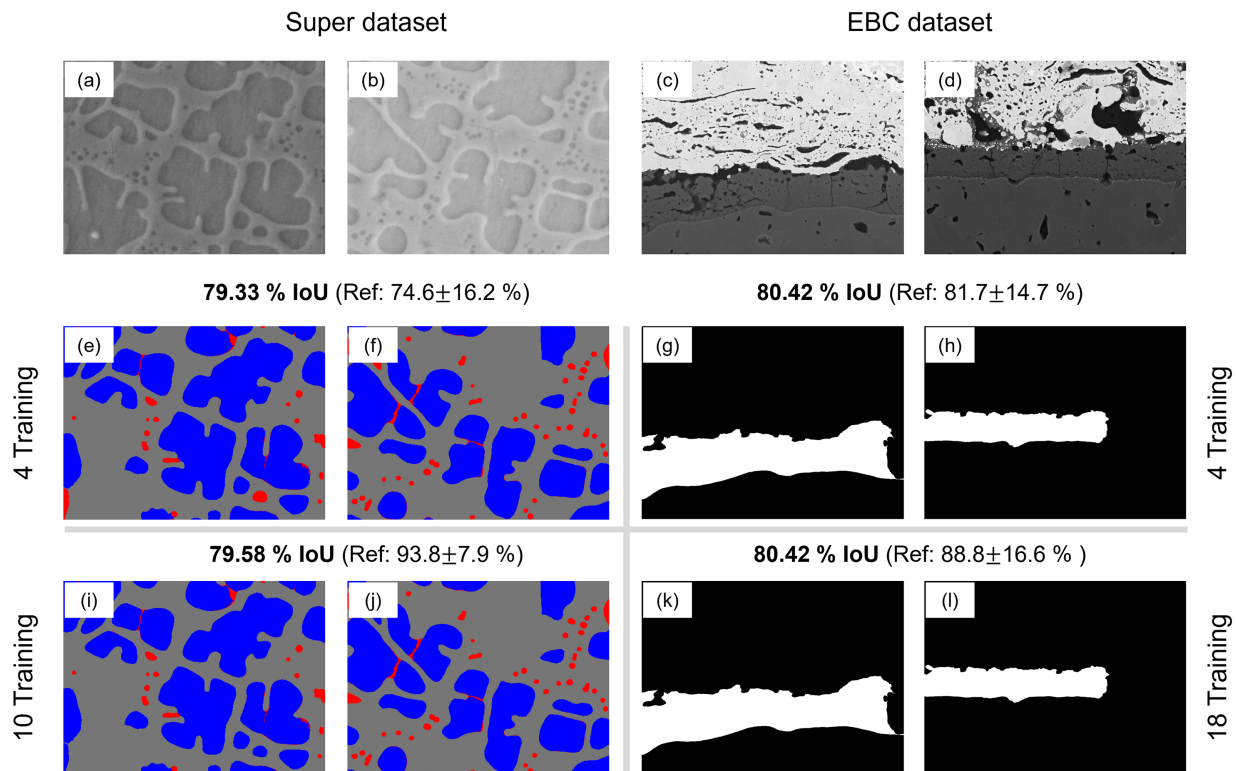 Super dataset
EBC dataset
(a)
(b)
(c)
(d)
79.33 % IoU (Ref: 74.6±16.2 %)
80.42 % IoU (Ref: 81.7±14.7 %)
4 Training
(e)
(f)
(g)
(h)
4 Training
79.58 % IoU (Ref: 93.8±7.9 %)
80.42 % IoU (Ref: 88.8±16.6 % )
10 Training
(i)
(j)
(k)
(l)
18 Training